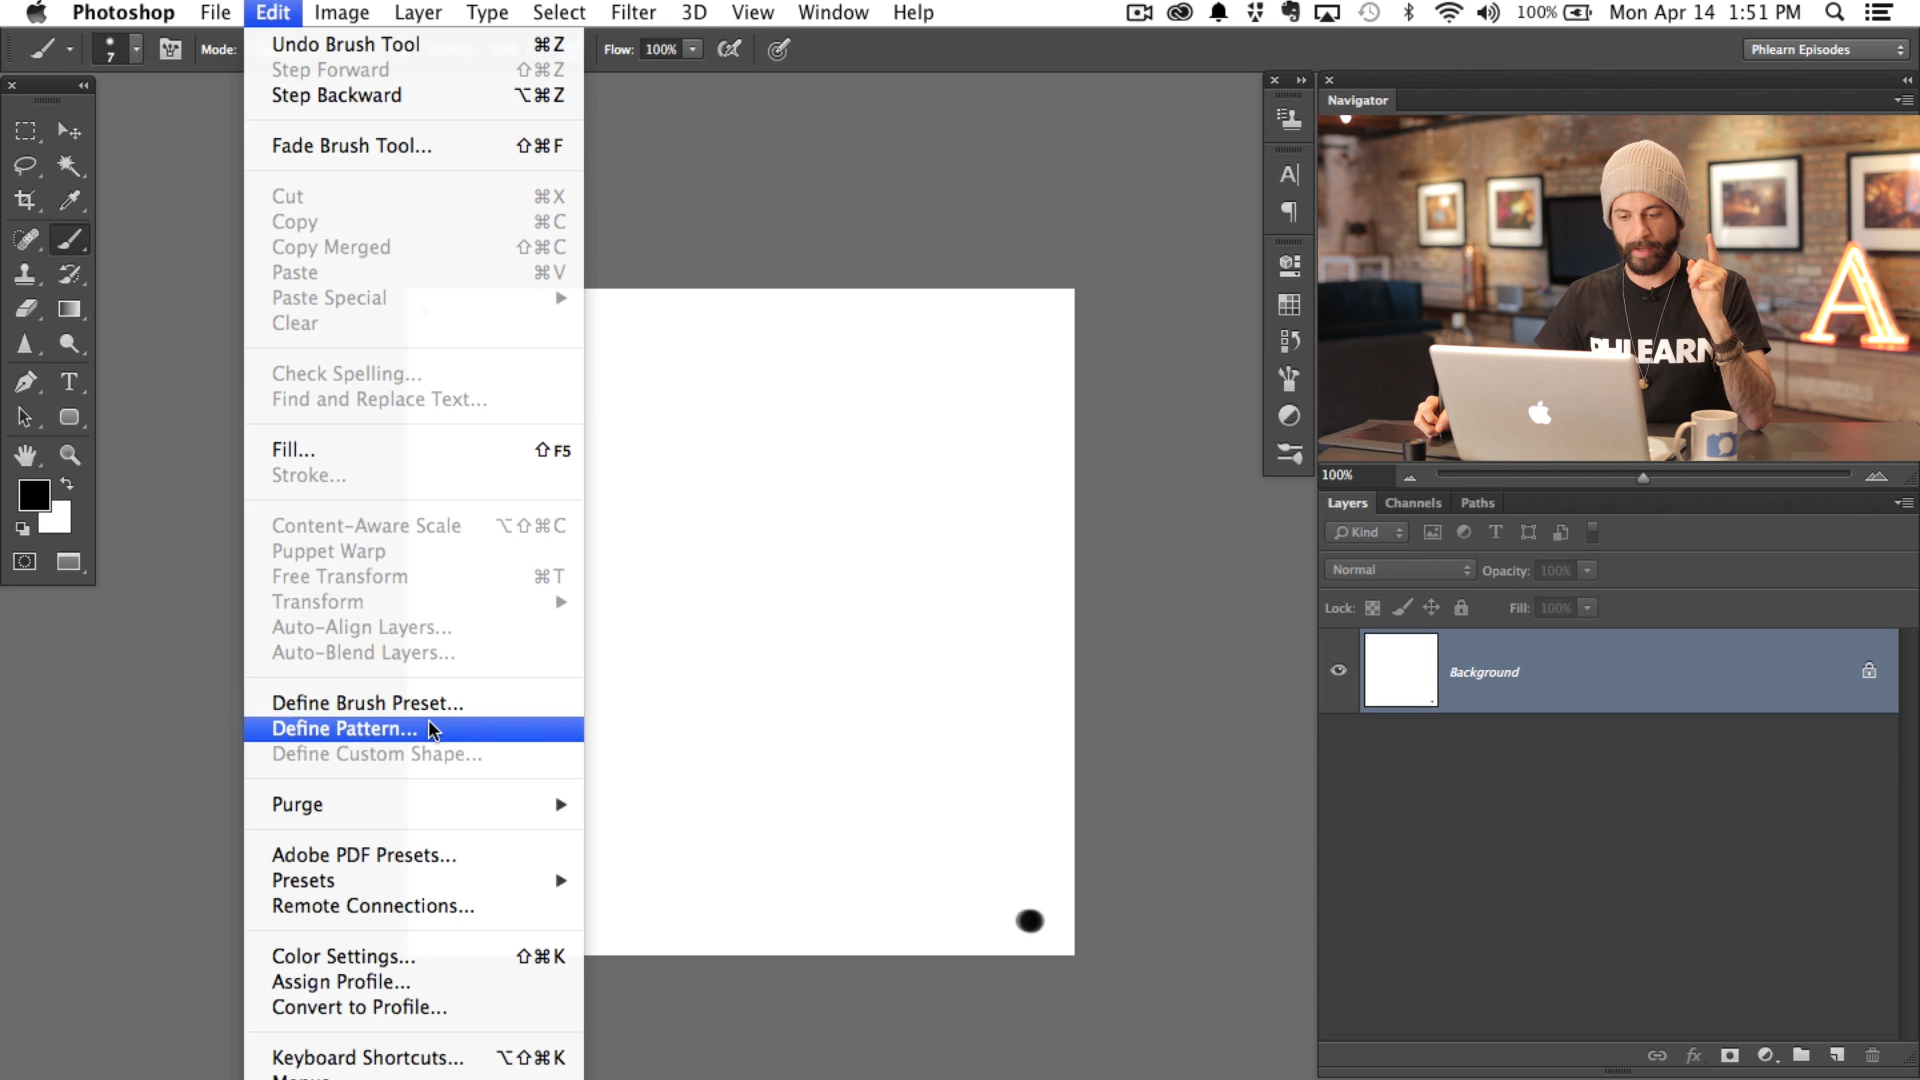 Photoshop File Edit Image Layer Type Select Filter 3D View Window Help 100% Mon Apr 14 1:51 PM
7 Mode: Flow: 100% Phlearn Episodes
Undo Brush Tool ⌘Z
Step Forward ⇧⌘Z
Step Backward ⌥⌘Z
Fade Brush Tool... ⇧⌘F
Cut ⌘X
Copy ⌘C
Copy Merged ⇧⌘C
Paste ⌘V
Paste Special
Clear
Check Spelling...
Find and Replace Text...
Fill... ⇧F5
Stroke...
Content-Aware Scale ⌥⇧⌘C
Puppet Warp
Free Transform ⌘T
Transform
Auto-Align Layers...
Auto-Blend Layers...
Define Brush Preset...
Define Pattern...
Define Custom Shape...
Purge
Adobe PDF Presets...
Presets
Remote Connections...
Color Settings... ⇧⌘K
Assign Profile...
Convert to Profile...
Keyboard Shortcuts... ⌥⇧⌘K
Navigator
PHLEARN
A
100%
Layers Channels Paths
Kind
Normal Opacity: 100%
Lock: Fill: 100%
Background